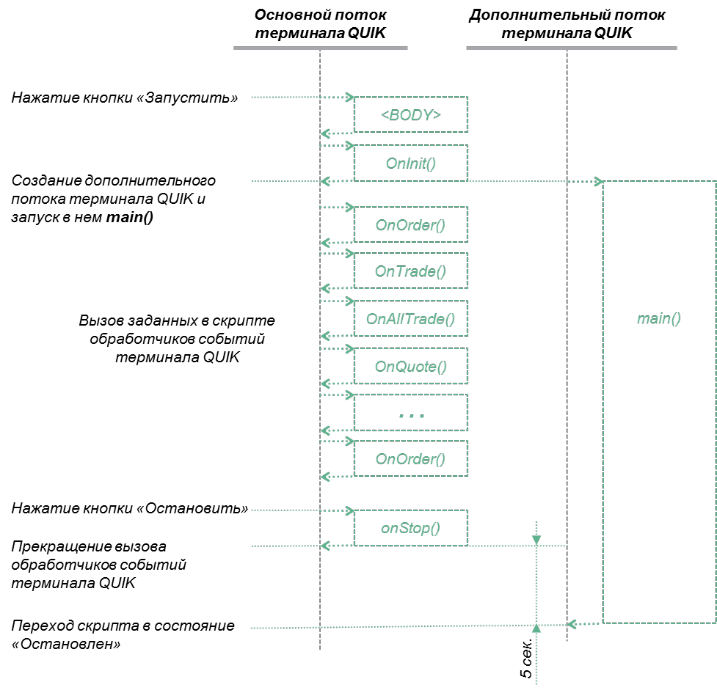 Основной поток
терминала QUIK
Дополнительный поток
терминала QUIK
Нажатие кнопки «Запустить»
<BODY>
OnInit()
Создание дополнительного
потока терминала QUIK и
запуск в нем main()
OnOrder()
OnTrade()
Вызов заданных в скрипте
обработчиков событий
терминала QUIK
OnAllTrade()
main()
OnQuote()
...
OnOrder()
Нажатие кнопки «Остановить»
onStop()
Прекращение вызова
обработчиков событий
терминала QUIK
Переход скрипта в состояние
«Остановлен»
5 сек.